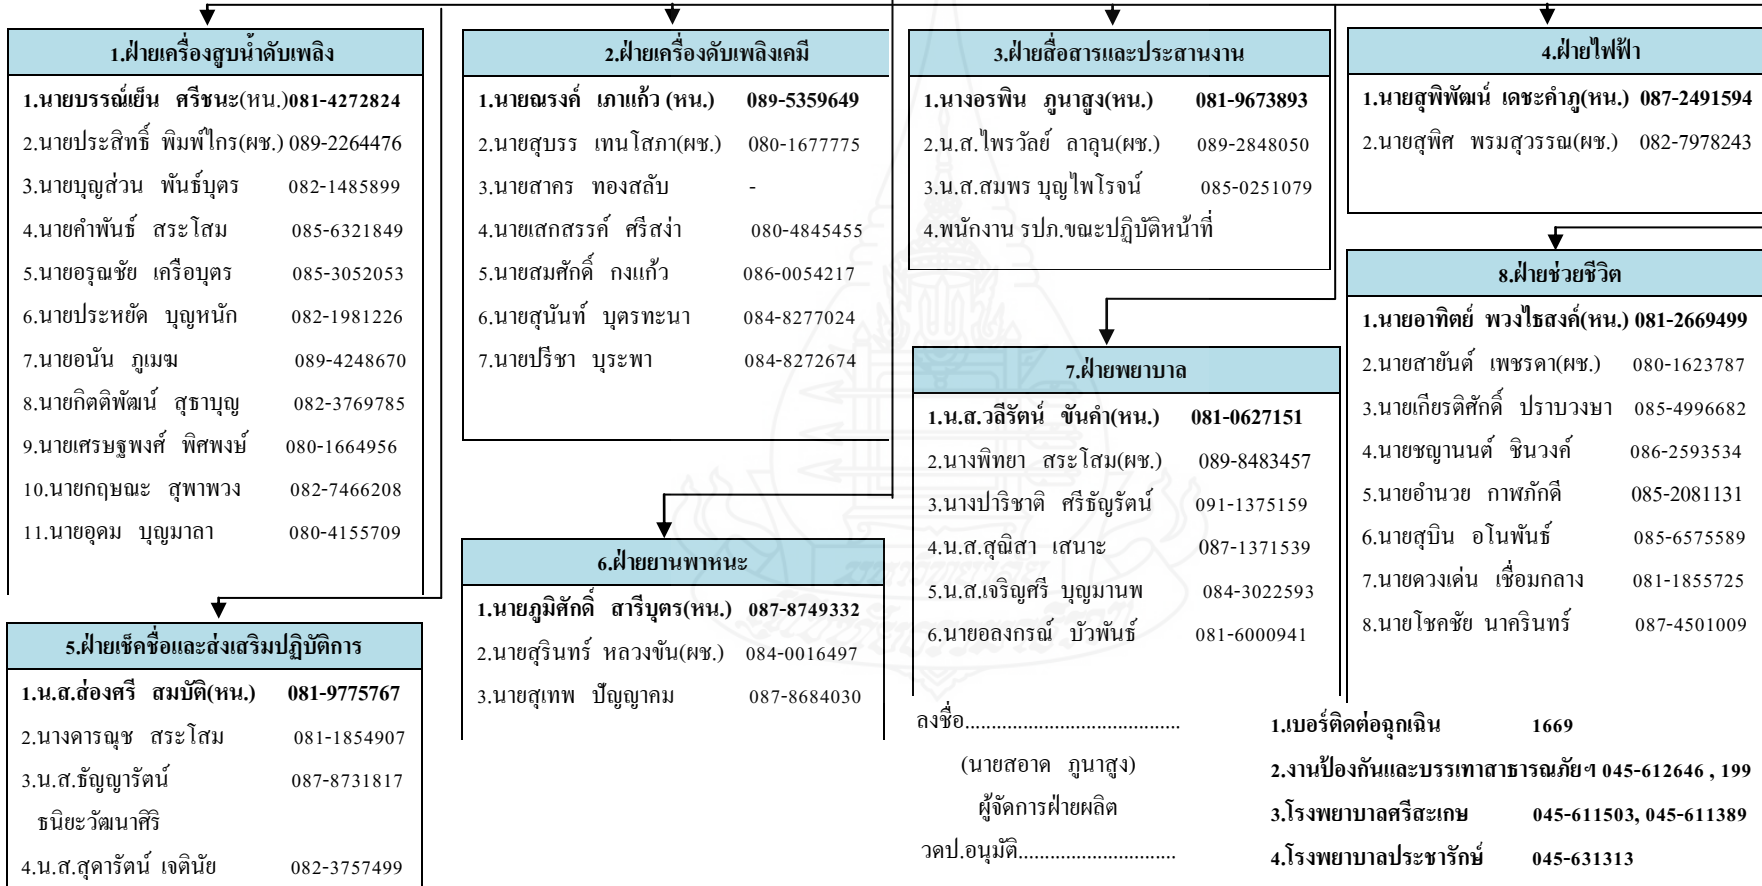 1.ฝ่ายเครื่องสูบน้ำดับเพลิง
1.นายบรรณ์เย็น ศรีชนะ(หน.)081-4272824
2.นายประสิทธิ์ พิมพ์ไกร(ผช.) 089-2264476
3.นายบุญส่วน พันธ์บุตร 082-1485899
4.นายคำพันธ์ สระโสม 085-6321849
5.นายอรุณชัย เครือบุตร 085-3052053
6.นายประหยัด บุญหนัก 082-1981226
7.นายอนัน ภูเมฆ 089-4248670
8.นายกิตติพัฒน์ สุธาบุญ 082-3769785
9.นายเศรษฐพงศ์ พิศพงษ์ 080-1664956
10.นายกฤษณะ สุพาพวง 082-7466208
11.นายอุดม บุญมาลา 080-4155709
2.ฝ่ายเครื่องดับเพลิงเคมี
1.นายณรงค์ เภาแก้ว (หน.) 089-5359649
2.นายสุบรร เทนโสภา(ผช.) 080-1677775
3.นายสาคร ทองสลับ -
4.นายเสกสรรค์ ศรีสง่า 080-4845455
5.นายสมศักดิ์ กงแก้ว 086-0054217
6.นายสุนันท์ บุตรทะนา 084-8277024
7.นายปรีชา บุระพา 084-8272674
3.ฝ่ายสื่อสารและประสานงาน
1.นางอรพิน ภูนาสูง(หน.) 081-9673893
2.น.ส.ไพรวัลย์ ลาลุน(ผช.) 089-2848050
3.น.ส.สมพร บุญไพโรจน์ 085-0251079
4.พนักงาน รปภ.ขณะปฏิบัติหน้าที่
4.ฝ่ายไฟฟ้า
1.นายสุพิพัฒน์ เดชะคำภู(หน.) 087-2491594
2.นายสุพิศ พรมสุวรรณ(ผช.) 082-7978243
5.ฝ่ายเช็คชื่อและส่งเสริมปฏิบัติการ
1.น.ส.ส่องศรี สมบัติ(หน.) 081-9775767
2.นางดารณุช สระโสม 081-1854907
3.น.ส.ธัญญารัตน์ 087-8731817
ธนิยะวัฒนาศิริ
4.น.ส.สุดารัตน์ เจตินัย 082-3757499
6.ฝ่ายยานพาหนะ
1.นายภูมิศักดิ์ สารีบุตร(หน.) 087-8749332
2.นายสุรินทร์ หลวงขัน(ผช.) 084-0016497
3.นายสุเทพ ปัญญาคม 087-8684030
7.ฝ่ายพยาบาล
1.น.ส.วลีรัตน์ ขันคำ(หน.) 081-0627151
2.นางพิทยา สระโสม(ผช.) 089-8483457
3.นางปาริชาติ ศรีธัญรัตน์ 091-1375159
4.น.ส.สุณิสา เสนาะ 087-1371539
5.น.ส.เจริญศรี บุญมานพ 084-3022593
6.นายอลงกรณ์ บัวพันธ์ 081-6000941
8.ฝ่ายช่วยชีวิต
1.นายอาทิตย์ พวงไธสงค์(หน.) 081-2669499
2.นายสายันต์ เพชรดา(ผช.) 080-1623787
3.นายเกียรติศักดิ์ ปราบวงษา 085-4996682
4.นายชญานนต์ ชินวงค์ 086-2593534
5.นายอำนวย กาฬภักดี 085-2081131
6.นายสุบิน อโนพันธ์ 085-6575589
7.นายดวงเด่น เชื่อมกลาง 081-1855725
8.นายโชคชัย นาครินทร์ 087-4501009
ลงชื่อ.......................................
(นายสอาด ภูนาสูง)
ผู้จัดการฝ่ายผลิต
วดป.อนุมัติ.............................
1.เบอร์ติดต่อฉุกเฉิน 1669
2.งานป้องกันและบรรเทาสาธารณภัยฯ 045-612646 , 199
3.โรงพยาบาลศรีสะเกษ 045-611503, 045-611389
4.โรงพยาบาลประชารักษ์ 045-631313